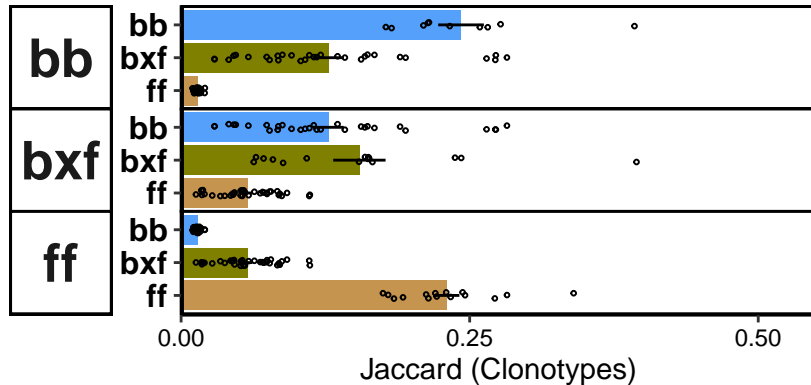 bb
bb
bxf
ff
bxf
bb
bxf
ff
ff
bb
bxf
ff
0.00 0.25 0.50
Jaccard (Clonotypes)